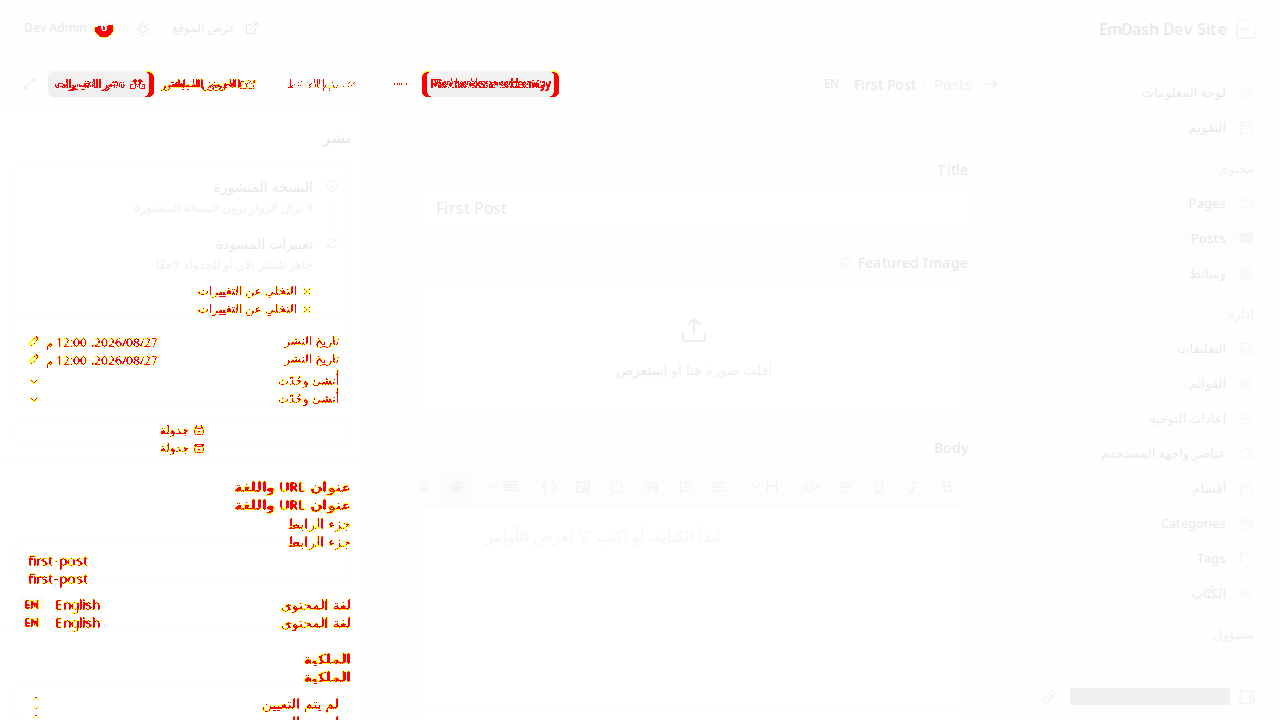 EmDash Dev Site
عرض الموقع
Dev Admin
Posts / First Post
EN
لوحة المعلومات
التقويم
محتوى
Pages
Posts
وسائط
إدارة
التعليقات
القوائم
إعادات التوجيه
عناصر واجهة المستخدم
أقسام
Categories
Tags
الكُتّاب
مسؤول
Title
First Post
Featured Image
أفلت صورة هنا أو استعرض
Body
ابدأ الكتابة، أو اكتب '/' لعرض الأوامر
نشر
النسخة المنشورة
لا يزال الزوار يرون النسخة المنشورة
تغييرات المسودة
جاهز للنشر الآن أو للجدولة لاحقًا
التخلي عن التغييرات
التخلي عن التغييرات
تاريخ النشر
2026/08/27، 12:00 م
تاريخ النشر
2026/08/27، 12:00 م
أنشئ وحُدّث
أنشئ وحُدّث
جدولة
جدولة
عنوان URL واللغة
عنوان URL واللغة
جزء الرابط
جزء الرابط
first-post
first-post
لغة المحتوى
EN English
لغة المحتوى
EN English
الملكية
الملكية
لم يتم التعيين